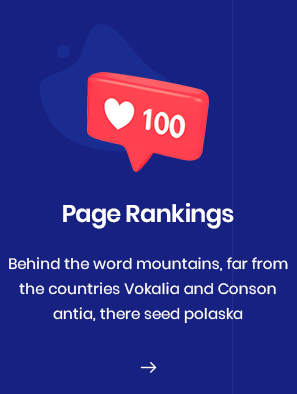 100
Page Rankings
Behind the word mountains, far from
the countries Vokalia and Conson
antia, there seed polaska